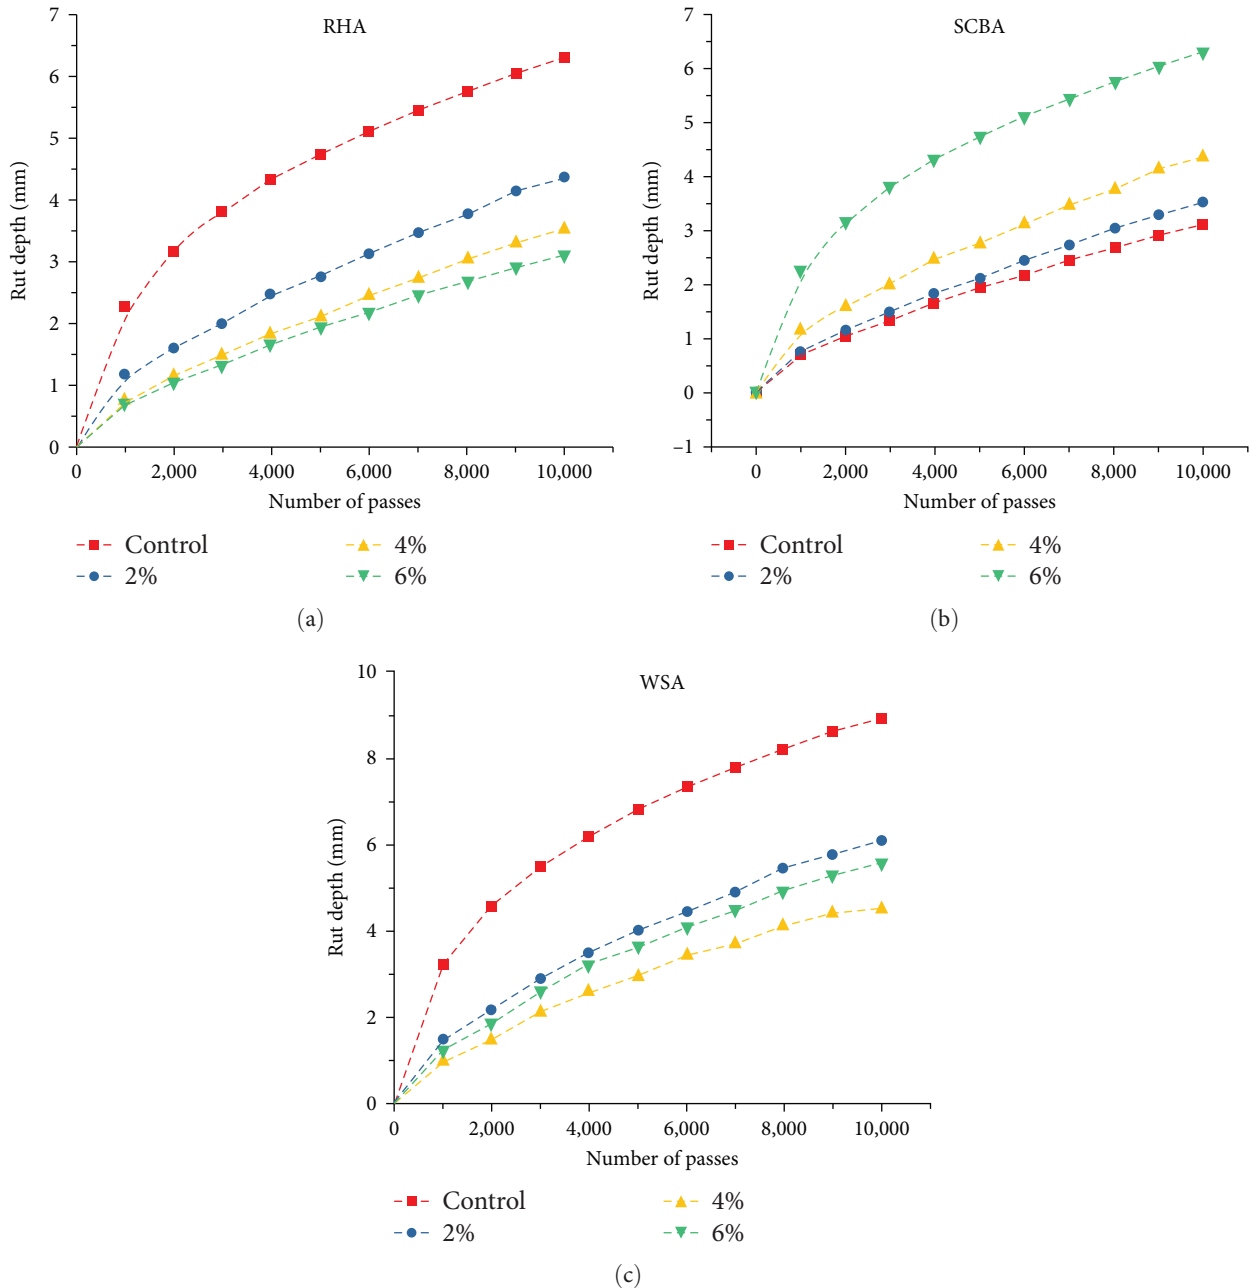 RHA
7
6
5
4
3
2
1
0
Rut depth (mm)
0 2,000 4,000 6,000 8,000 10,000
Number of passes
Control 4%
2% 6%
(a)
SCBA
7
6
5
4
3
2
1
0
–1
Rut depth (mm)
0 2,000 4,000 6,000 8,000 10,000
Number of passes
Control 4%
2% 6%
(b)
WSA
10
8
6
4
2
0
Rut depth (mm)
0 2,000 4,000 6,000 8,000 10,000
Number of passes
Control 4%
2% 6%
(c)